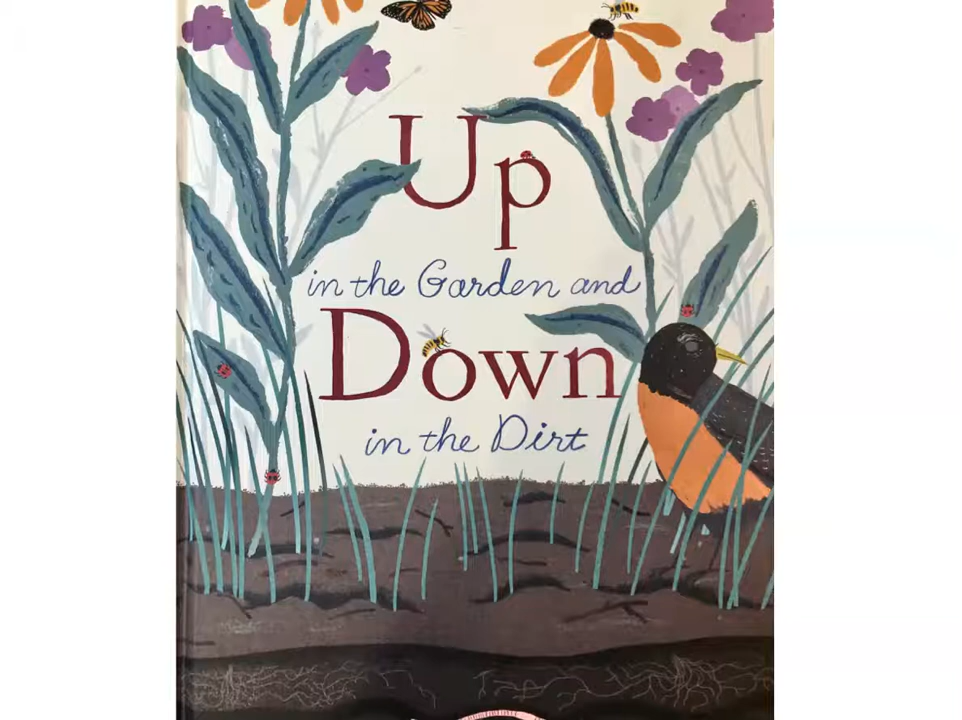 Up
in the Garden and
Down
in the Dirt